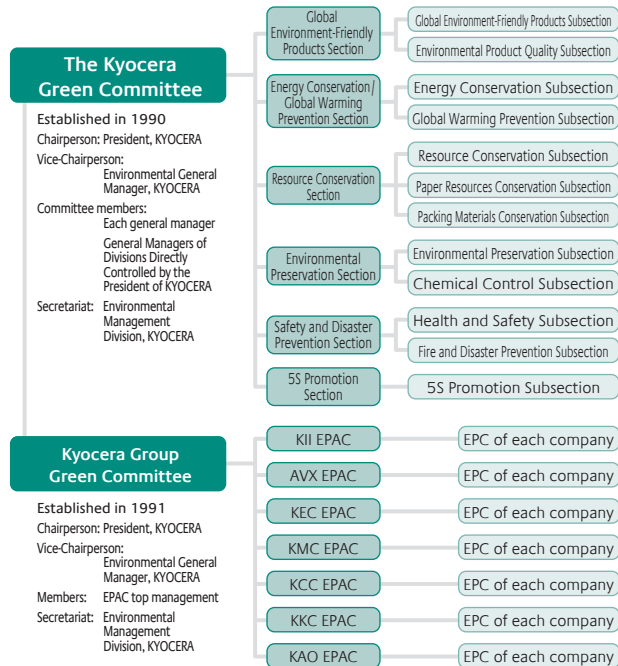 The Kyocera
Green Committee
Established in 1990
Chairperson: President, KYOCERA
Vice-Chairperson:
Environmental General
Manager, KYOCERA
Committee members:
Each general manager
General Managers of
Divisions Directly
Controlled by the
President of KYOCERA
Secretariat: Environmental
Management
Division, KYOCERA
Global
Environment-Friendly
Products Section
Global Environment-Friendly Products Subsection
Environmental Product Quality Subsection
Energy Conservation/
Global Warming
Prevention Section
Energy Conservation Subsection
Global Warming Prevention Subsection
Resource Conservation
Section
Resource Conservation Subsection
Paper Resources Conservation Subsection
Packing Materials Conservation Subsection
Environmental
Preservation Section
Environmental Preservation Subsection
Chemical Control Subsection
Safety and Disaster
Prevention Section
Health and Safety Subsection
Fire and Disaster Prevention Subsection
5S Promotion
Section
5S Promotion Subsection
Kyocera Group
Green Committee
Established in 1991
Chairperson: President, KYOCERA
Vice-Chairperson:
Environmental General
Manager, KYOCERA
Members: EPAC top management
Secretariat: Environmental
Management
Division, KYOCERA
KII EPAC
EPC of each company
AVX EPAC
EPC of each company
KEC EPAC
EPC of each company
KMC EPAC
EPC of each company
KCC EPAC
EPC of each company
KKC EPAC
EPC of each company
KAO EPAC
EPC of each company